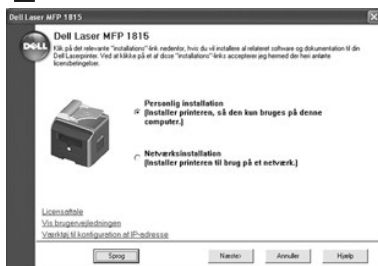 Dell Laser MFP 1815
Dell Laser MFP 1815
DELL
Klik på det relevante "installations"-link nedenfor, hvis du vil installere al relateret software og dokumentation til din
Dell Laserprinter. Ved at klikke på et af disse "installations"-links accepterer jeg hermed der heri anførte
licensbetingelser.
Personlig installation
(Installer printeren, så den kun bruges på denne
computer.)
Netværksinstallation
(Installer printeren til brug på et netværk.)
Licensaftale
Vis brugervejledningen
Værktøj til konfiguration af IP-adresse
Sprog
Næste>
Annuller
Hjælp